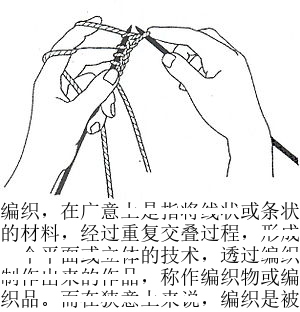 编织，在广意上是指将线状或条状
的材料，经过重复交叠过程，形成
一个平面或立体的技术，透过编织
制作出来的作品，称作编织物或编
织品。而在狭意上来说，编织是被